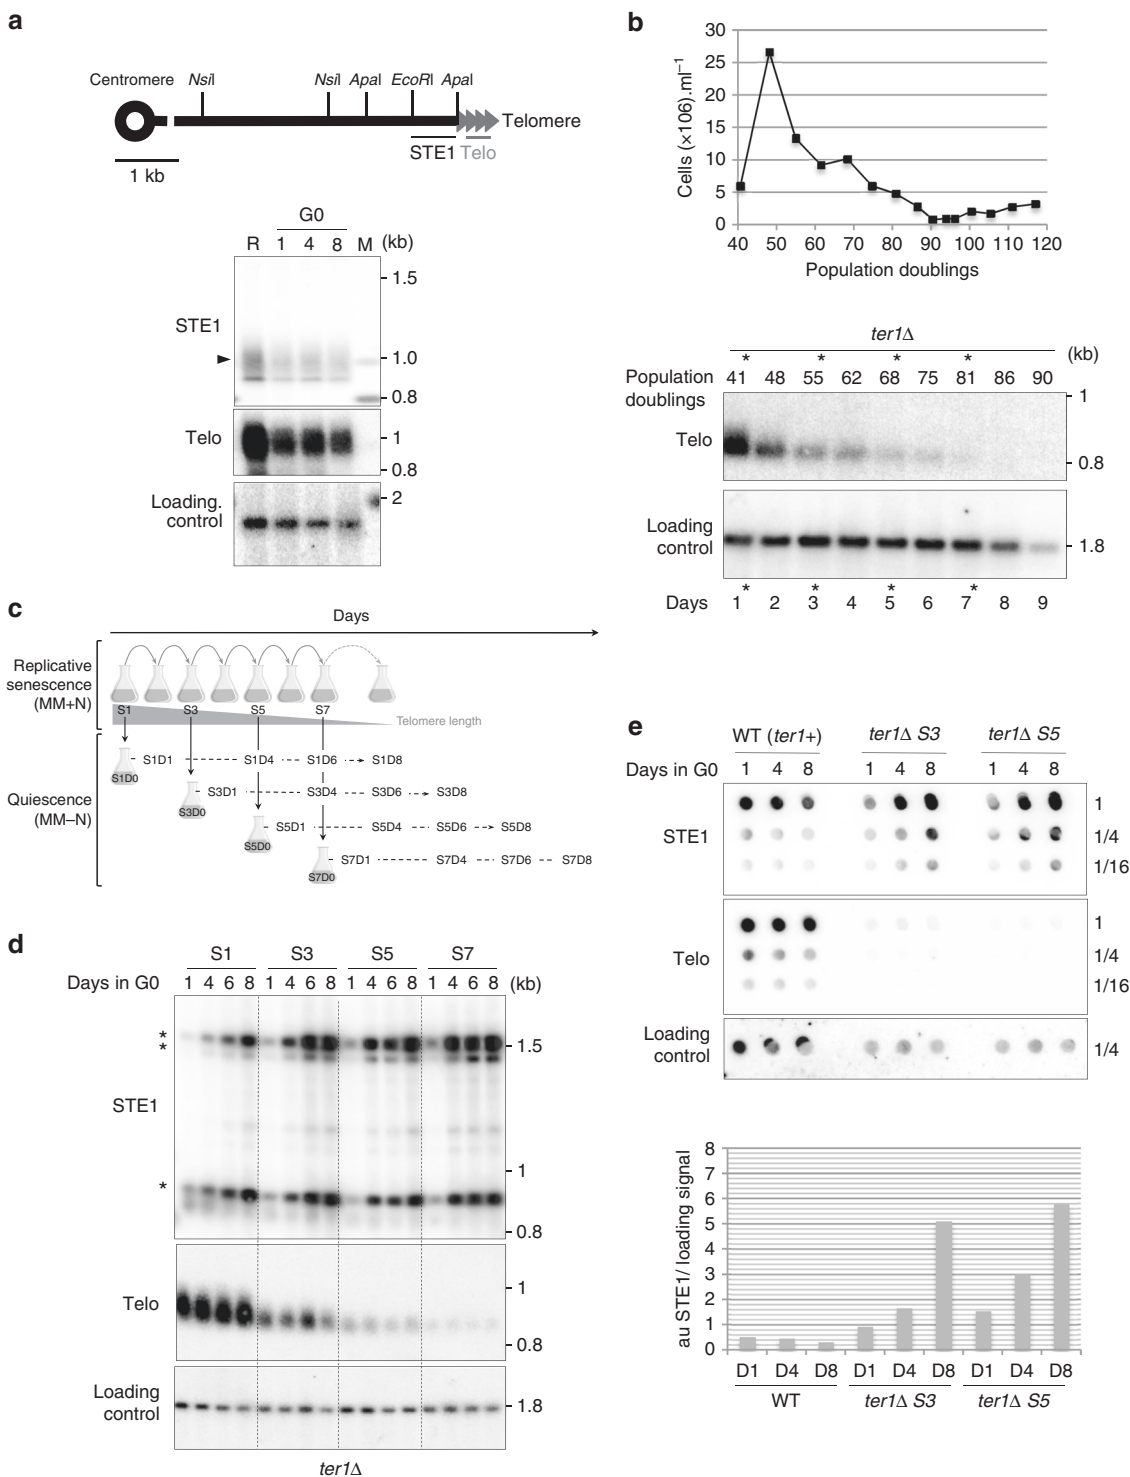 a
Centromere NsiI NsiI ApaI EcoRI ApaI
Telomere
STE1 Telo
1 kb
G0
R 1 4 8 M (kb)
1.5
STE1
1.0
0.8
Telo
1
0.8
Loading.
control
2
b
30
25
20
15
10
5
0
Cells (×106).ml–1
40 50 60 70 80 90 100 110 120
Population doublings
ter1Δ
* * * * (kb)
Population
doublings
41 48 55 62 68 75 81 86 90
1
Telo
0.8
Loading
control
1.8
* * * *
Days 1 2 3 4 5 6 7 8 9
c
Days
Replicative
senescence
(MM+N)
S1 S3 S5 S7
Telomere length
Quiescence
(MM–N)
S1D0 S1D1 S1D4 S1D6 S1D8
S3D0 S3D1 S3D4 S3D6 S3D8
S5D0 S5D1 S5D4 S5D6 S5D8
S7D0 S7D1 S7D4 S7D6 S7D8
d
S1 S3 S5 S7
Days in G0 1 4 6 8 1 4 6 8 1 4 6 8 1 4 6 8 (kb)
*
*
1.5
STE1
1
*
0.8
Telo
1
0.8
Loading
control
1.8
ter1Δ
e
WT (ter1+) ter1Δ S3 ter1Δ S5
Days in G0 1 4 8 1 4 8 1 4 8
STE1
1
1/4
1/16
Telo
1
1/4
1/16
Loading
control
1/4
au STE1/ loading signal
8
7
6
5
4
3
2
1
0
D1 D4 D8 D1 D4 D8 D1 D4 D8
WT ter1Δ S3 ter1Δ S5